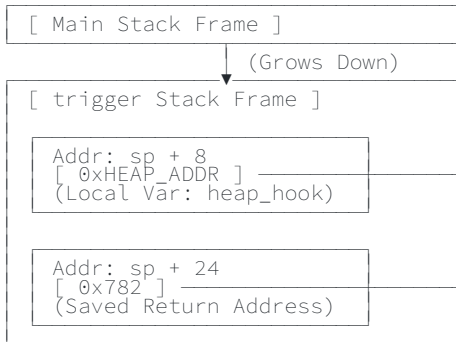 [ Main Stack Frame ]
(Grows Down)
[ trigger Stack Frame ]
Addr: sp + 8
[ 0xHEAP_ADDR ]
(Local Var: heap_hook)
Addr: sp + 24
[ 0x782 ]
(Saved Return Address)